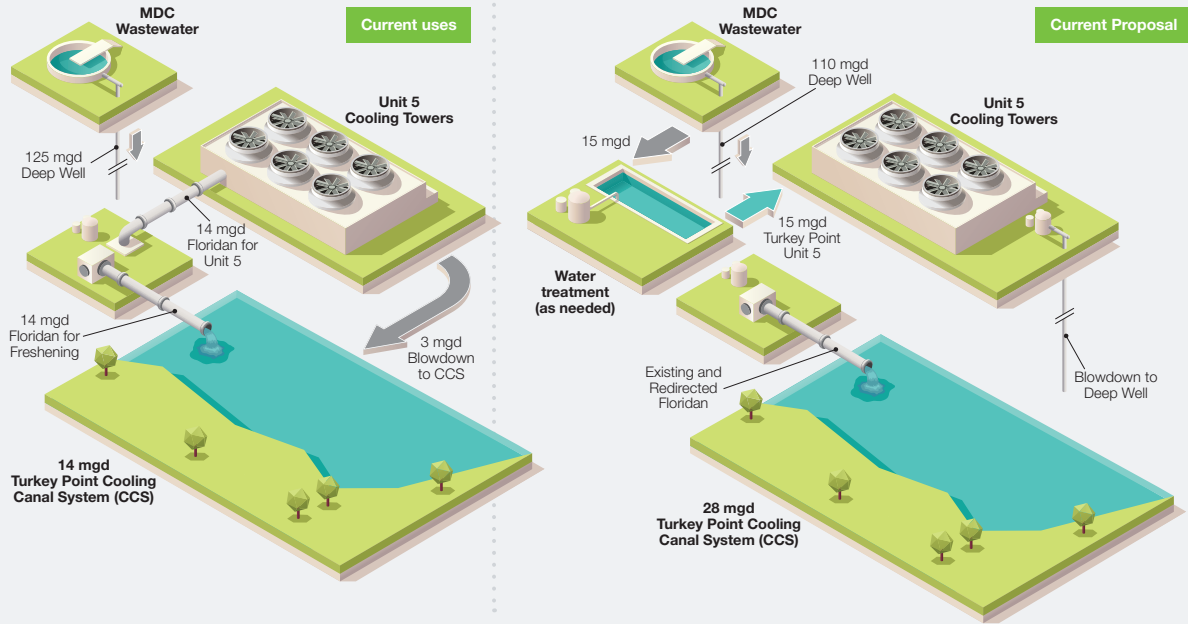 MDC
Wastewater
Current uses
125 mgd
Deep Well
Unit 5
Cooling Towers
14 mgd
Floridan for
Unit 5
14 mgd
Floridan for
Freshening
3 mgd
Blowdown
to CCS
14 mgd
Turkey Point Cooling
Canal System (CCS)
MDC
Wastewater
Current Proposal
110 mgd
Deep Well
15 mgd
Unit 5
Cooling Towers
15 mgd
Turkey Point
Unit 5
Water
treatment
(as needed)
Existing and
Redirected
Floridan
Blowdown to
Deep Well
28 mgd
Turkey Point Cooling
Canal System (CCS)